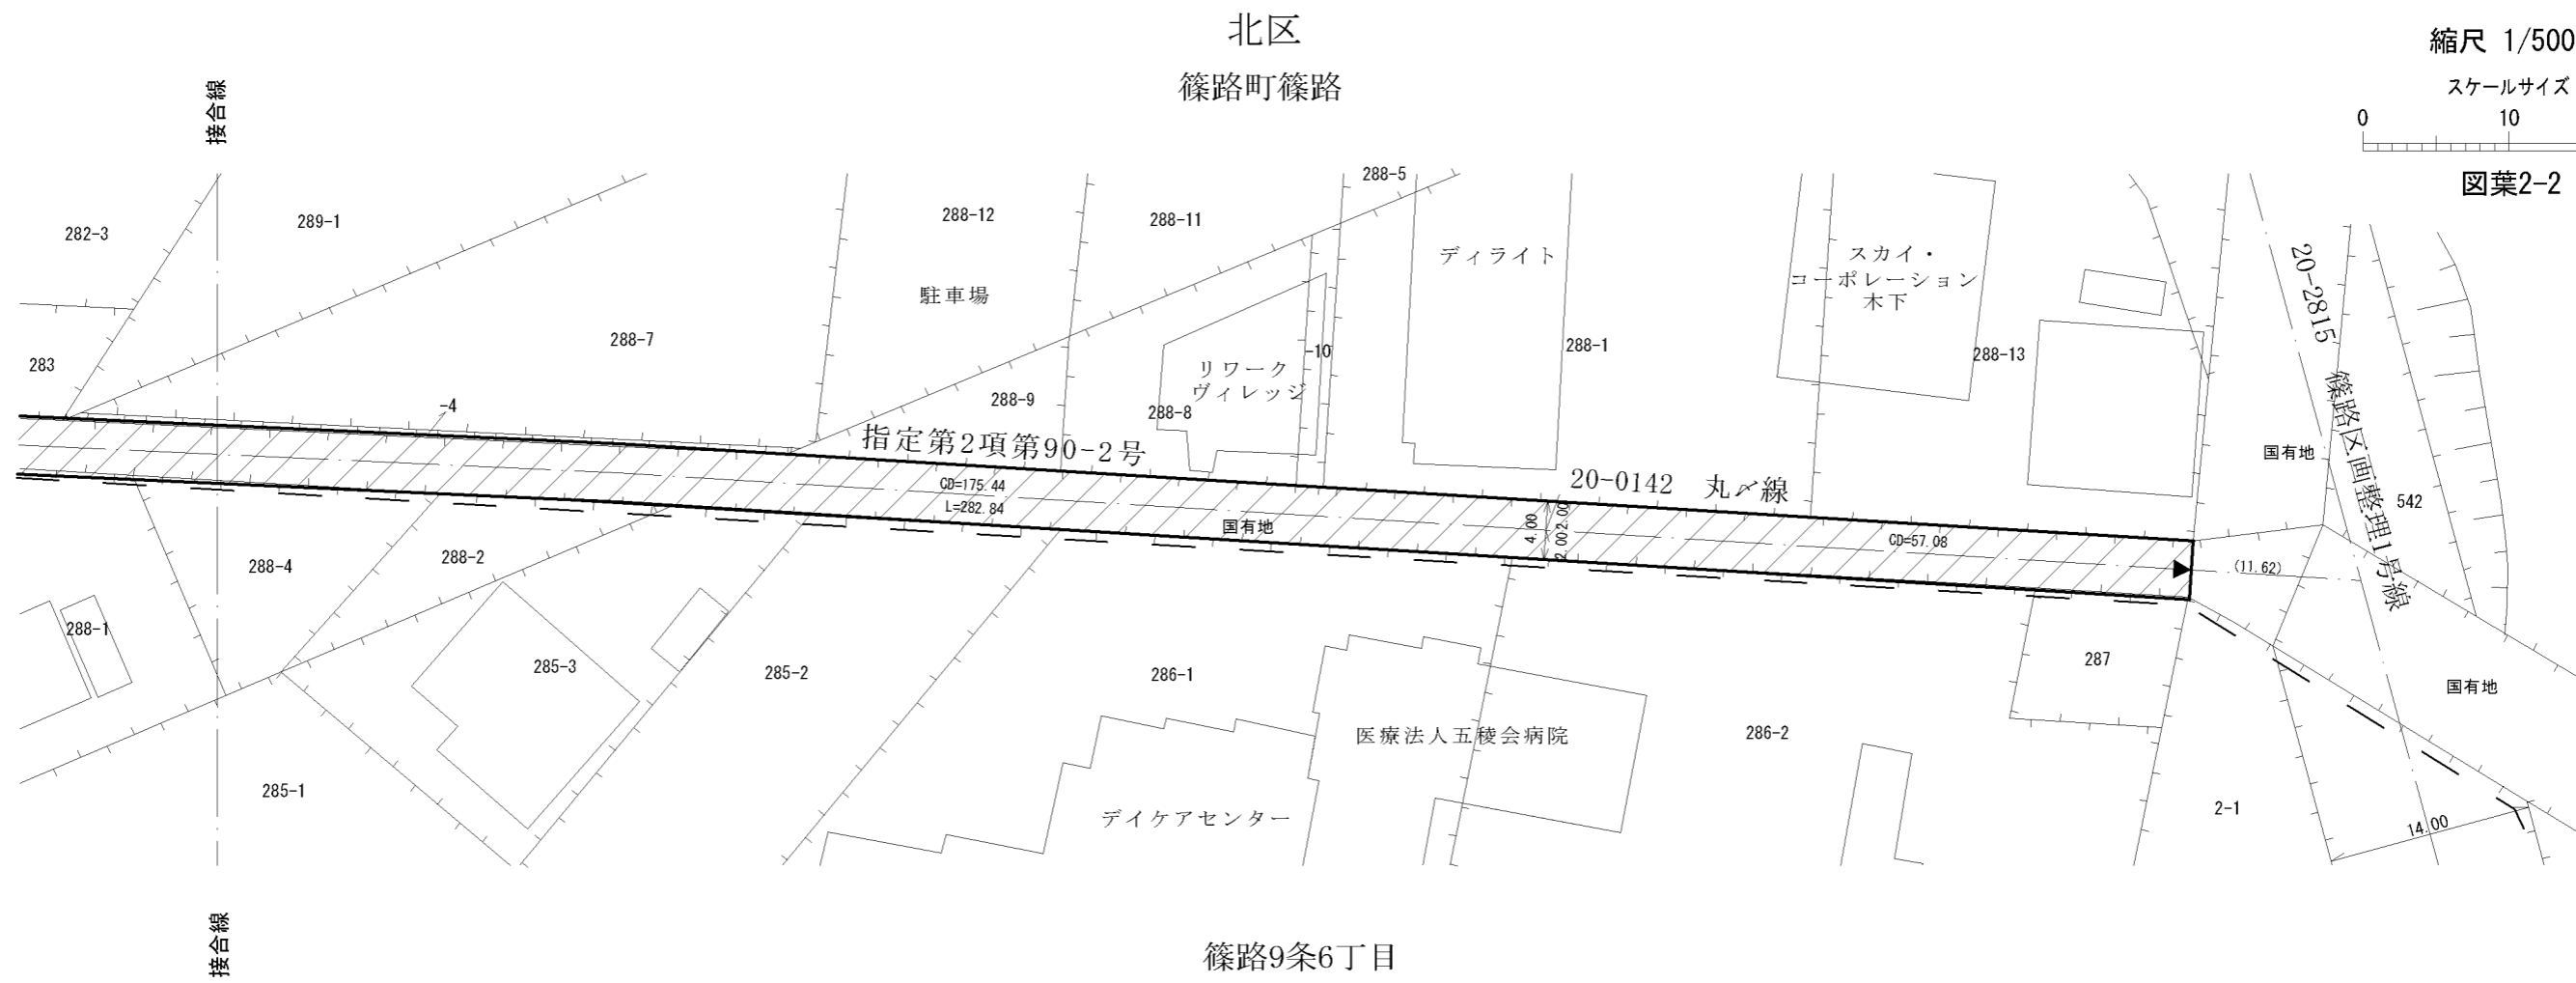 北区
篠路町篠路
縮尺 1/500
スケールサイズ
0 10
図葉2-2
接合線
282-3
289-1
288-12
288-11
288-5
駐車場
ディライト
スカイ・
コーポレーション
木下
20-2815
篠路区画整理1号線
283
288-7
-4
288-9
リワーク
ヴィレッジ
-10
288-8
288-1
288-13
国有地
542
指定第2項第90-2号
CD=175.44
L=282.84
国有地
20-0142 丸〆線
4.00
2.00
2.00
CD=57.08
(11.62)
288-4
288-2
288-1
285-3
285-2
286-1
287
国有地
医療法人五稜会病院
286-2
285-1
デイケアセンター
2-1
14.00
接合線
篠路9条6丁目